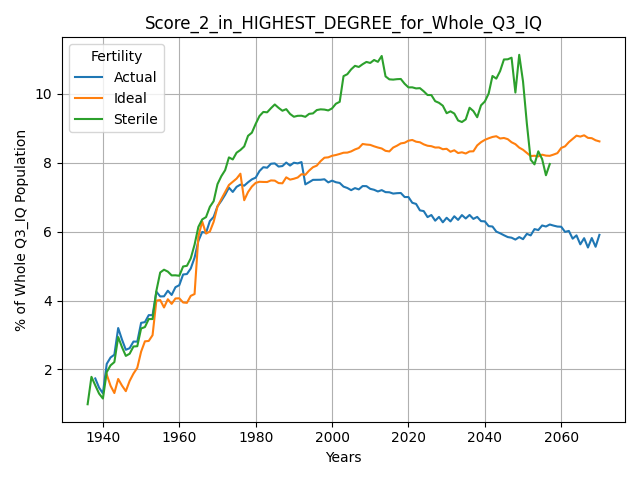 Score_2_in_HIGHEST_DEGREE_for_Whole_Q3_IQ
Fertility
Actual
Ideal
Sterile
% of Whole Q3_IQ Population
10
8
6
4
2
1940 1960 1980 2000 2020 2040 2060
Years